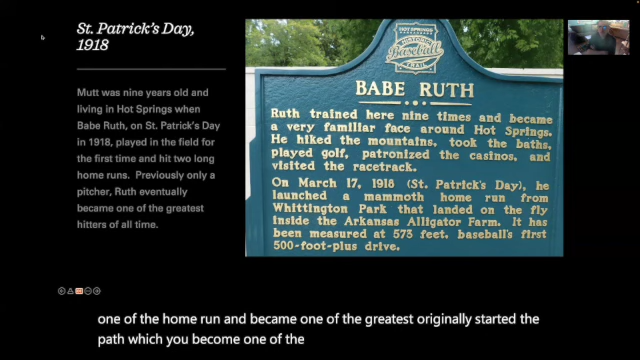 St. Patrick's Day,
1918
Mutt was nine years old and
living in Hot Springs when
Babe Ruth, on St. Patrick's Day
in 1918, played in the field for
the first time and hit two long
home runs. Previously only a
pitcher, Ruth eventually
became one of the greatest
hitters of all time.
HOT SPRINGS
HISTORIC
Baseball
TRAIL
BABE RUTH
Ruth trained here nine times and became
a very familiar face around Hot Springs.
He hiked the mountains, took the baths,
played golf, patronized the casinos, and
visited the racetrack.
On March 17, 1918 (St. Patrick's Day), he
launched a mammoth home run from
Whittington Park that landed on the fly
inside the Arkansas Alligator Farm. It has
been measured at 573 feet, baseball's first
500-foot-plus drive.
one of the home run and became one of the greatest originally started the
path which you become one of the